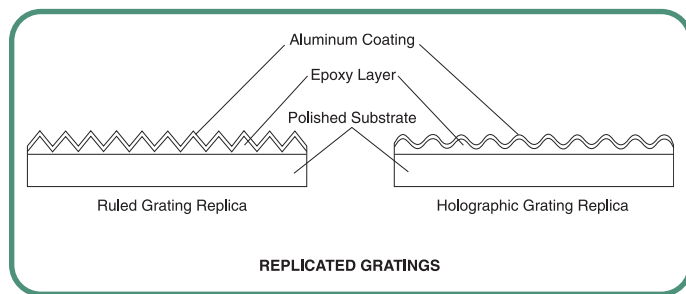 Aluminum Coating
Epoxy Layer
Polished Substrate
Ruled Grating Replica
Holographic Grating Replica
REPLICATED GRATINGS